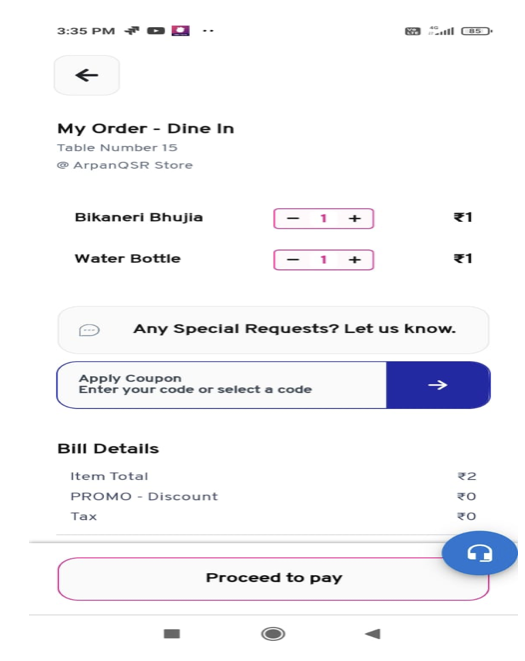 3:35 PM
4G
85
My Order - Dine In
Table Number 15
@ ArpanQSR Store
Bikaneri Bhujia − 1 + ₹1
Water Bottle − 1 + ₹1
Any Special Requests? Let us know.
Apply Coupon
Enter your code or select a code
Bill Details
Item Total ₹2
PROMO - Discount ₹0
Tax ₹0
Proceed to pay